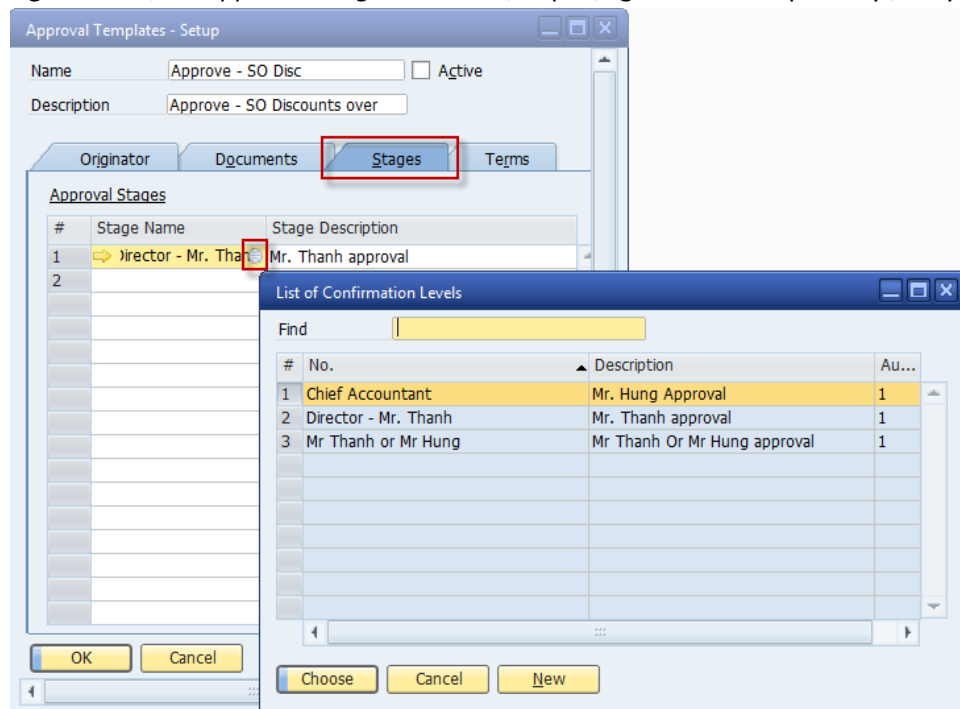 Approval Templates - Setup
Name Approve - SO Disc Active
Description Approve - SO Discounts over
Originator Documents Stages Terms
Approval Stages
# Stage Name Stage Description
1 Director - Mr. Than Mr. Thanh approval
2
List of Confirmation Levels
Find
# No. Description Au...
1 Chief Accountant Mr. Hung Approval 1
2 Director - Mr. Thanh Mr. Thanh approval 1
3 Mr Thanh or Mr Hung Mr Thanh Or Mr Hung approval 1
OK Cancel
Choose Cancel New